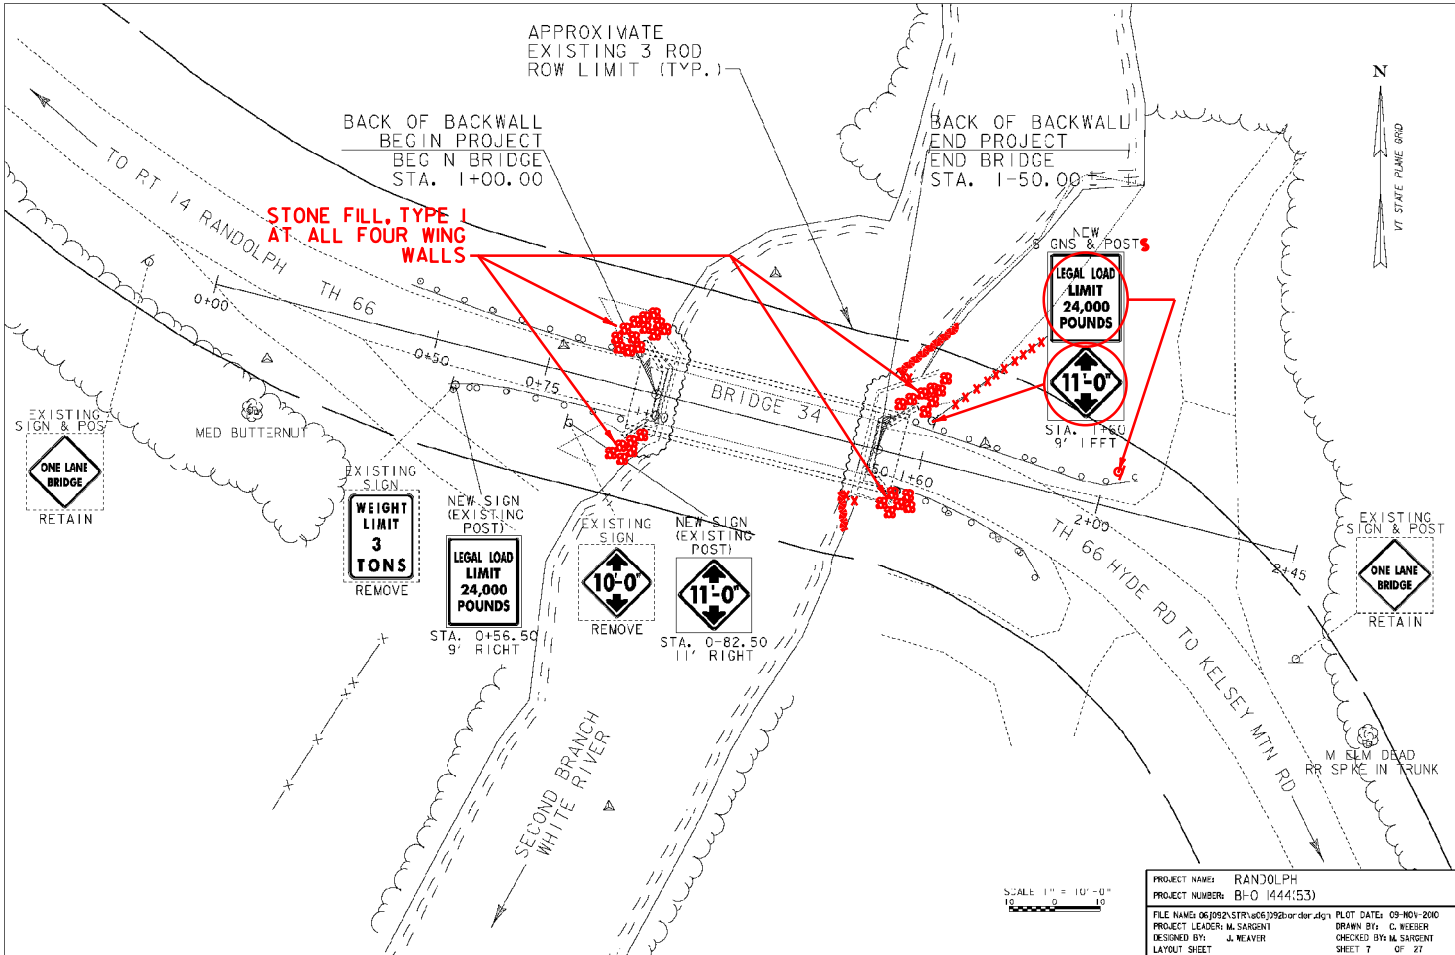 APPROXIMATE
EXISTING 3 ROD
ROW LIMIT (TYP.)
N
VT STATE PLANE GRID
BACK OF BACKWALL
BEGIN PROJECT
BEG N BRIDGE
STA. 1+00.00
BACK OF BACKWALL
END PROJECT
END BRIDGE
STA. 1-50.00
TO RT 14 RANDOLPH
STONE FILL, TYPE I
AT ALL FOUR WING
WALLS
NEW
S GNS & POSTS
LEGAL LOAD
LIMIT
24,000
POUNDS
11'-0"
STA. 1+60
9' LEFT
TH 66
0+00
0+50
0+75
BRIDGE 34
1+60
2+00
2+45
MED BUTTERNUT
EXISTING
SIGN & POST
ONE LANE
BRIDGE
RETAIN
EXISTING
SIGN
WEIGHT
LIMIT
3
TONS
REMOVE
NEW SIGN
(EXISTING
POST)
LEGAL LOAD
LIMIT
24,000
POUNDS
STA. 0+56.50
9' RIGHT
EXISTING
SIGN
10'-0"
REMOVE
NEW SIGN
(EXISTING
POST)
11'-0"
STA. 0-82.50
11' RIGHT
TH 66 HYDE RD TO KELSEY MTN RD
EXISTING
SIGN & POST
ONE LANE
BRIDGE
RETAIN
SECOND BRANCH
WHITE RIVER
M ELM DEAD
RR SPIKE IN TRUNK
SCALE 1" = 10'-0"
10 0 10
PROJECT NAME: RANDOLPH
PROJECT NUMBER: BHO 1444(53)
FILE NAME: 06J092\STR\s06J092border.dgn PLOT DATE: 09-NOV-2010
PROJECT LEADER: M. SARGENT DRAWN BY: C. WEEBER
DESIGNED BY: J. WEAVER CHECKED BY: M. SARGENT
LAYOUT SHEET SHEET 7 OF 27